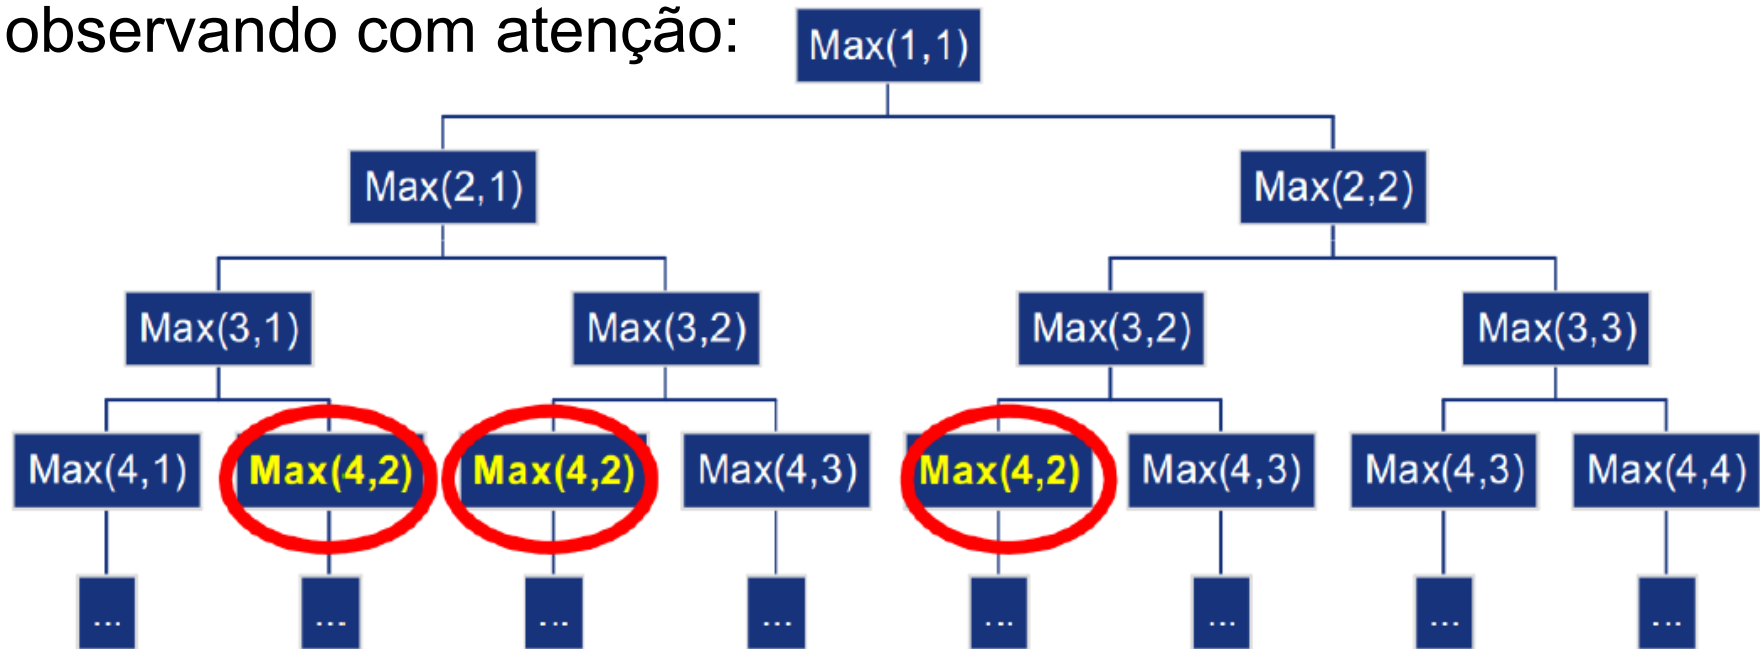 observando com atenção:
Max(1,1)
Max(2,1)
Max(2,2)
Max(3,1)
Max(3,2)
Max(3,2)
Max(3,3)
Max(4,1)
Max(4,2)
Max(4,2)
Max(4,3)
Max(4,2)
Max(4,3)
Max(4,3)
Max(4,4)
...
...
...
...
...
...
...
...